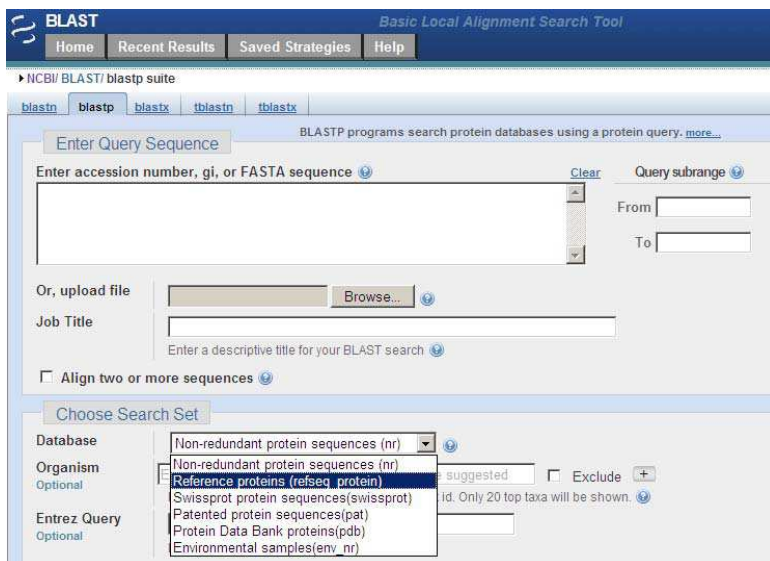 BLAST Basic Local Alignment Search Tool
Home Recent Results Saved Strategies Help
NCBI/ BLAST/ blastp suite
blastn blastp blastx tblastn tblastx
BLASTP programs search protein databases using a protein query. more...
Enter Query Sequence
Enter accession number, gi, or FASTA sequence Clear Query subrange
From
To
Or, upload file Browse...
Job Title
Enter a descriptive title for your BLAST search
Align two or more sequences
Choose Search Set
Database Non-redundant protein sequences (nr)
Non-redundant protein sequences (nr)
Organism suggested Exclude +
Reference proteins (refseq_protein)
Optional
Swissprot protein sequences(swissprot) id. Only 20 top taxa will be shown.
Patented protein sequences(pat)
Entrez Query
Protein Data Bank proteins(pdb)
Optional
Environmental samples(env_nr)